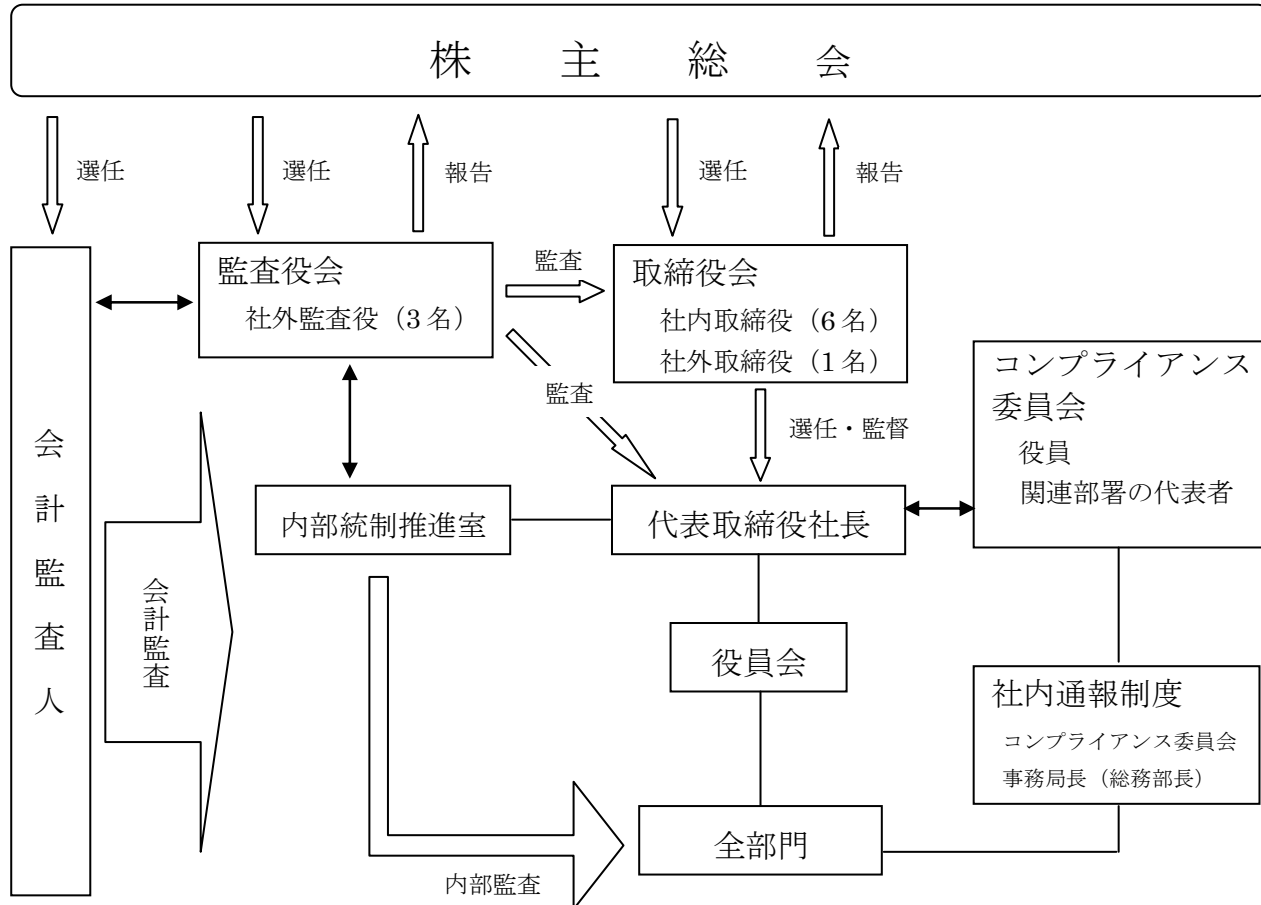 株主総会
選任
選任
報告
選任
報告
監査役会
社外監査役（3名）
監査
取締役会
社内取締役（6名）
社外取締役（1名）
監査
選任・監督
コンプライアンス
委員会
役員
関連部署の代表者
会計監査人
会計監査
内部統制推進室
代表取締役社長
役員会
社内通報制度
コンプライアンス委員会
事務局長（総務部長）
全部門
内部監査